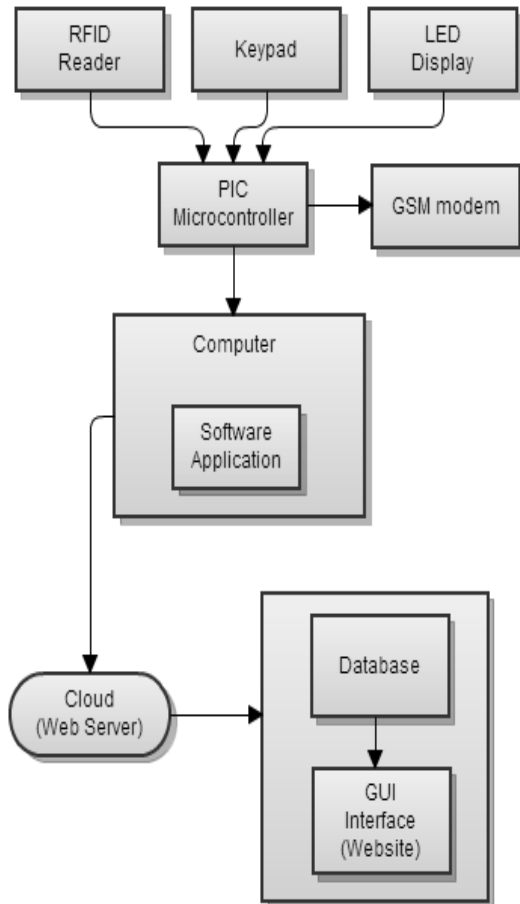 RFID
Reader
Keypad
LED
Display
PIC
Microcontroller
GSM modem
Computer
Software
Application
Cloud
(Web Server)
Database
GUI
Interface
(Website)